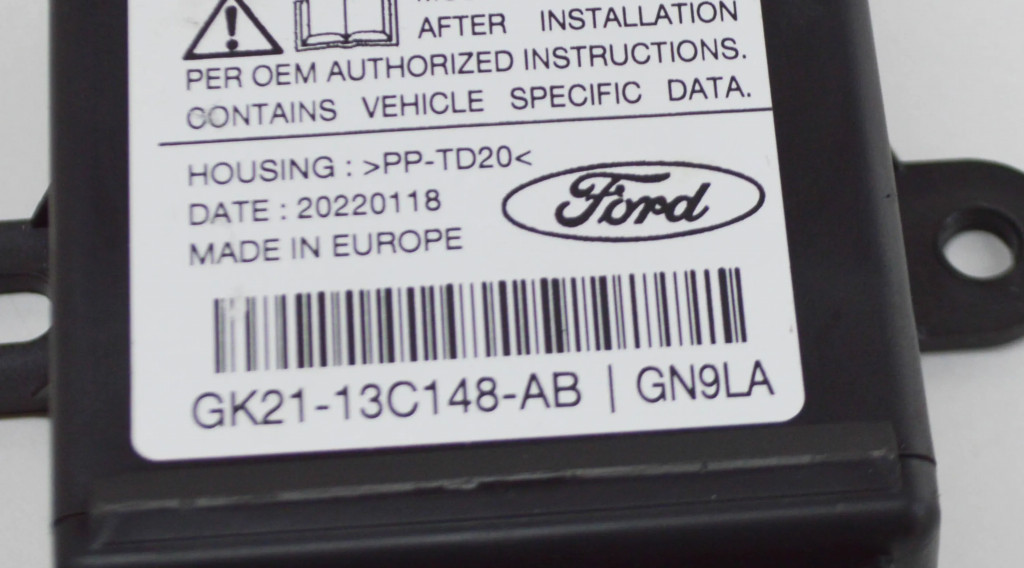 AFTER INSTALLATION
PER OEM AUTHORIZED INSTRUCTIONS.
CONTAINS VEHICLE SPECIFIC DATA.
HOUSING : >PP-TD20<
DATE : 20220118
Ford
MADE IN EUROPE
GK21-13C148-AB | GN9LA